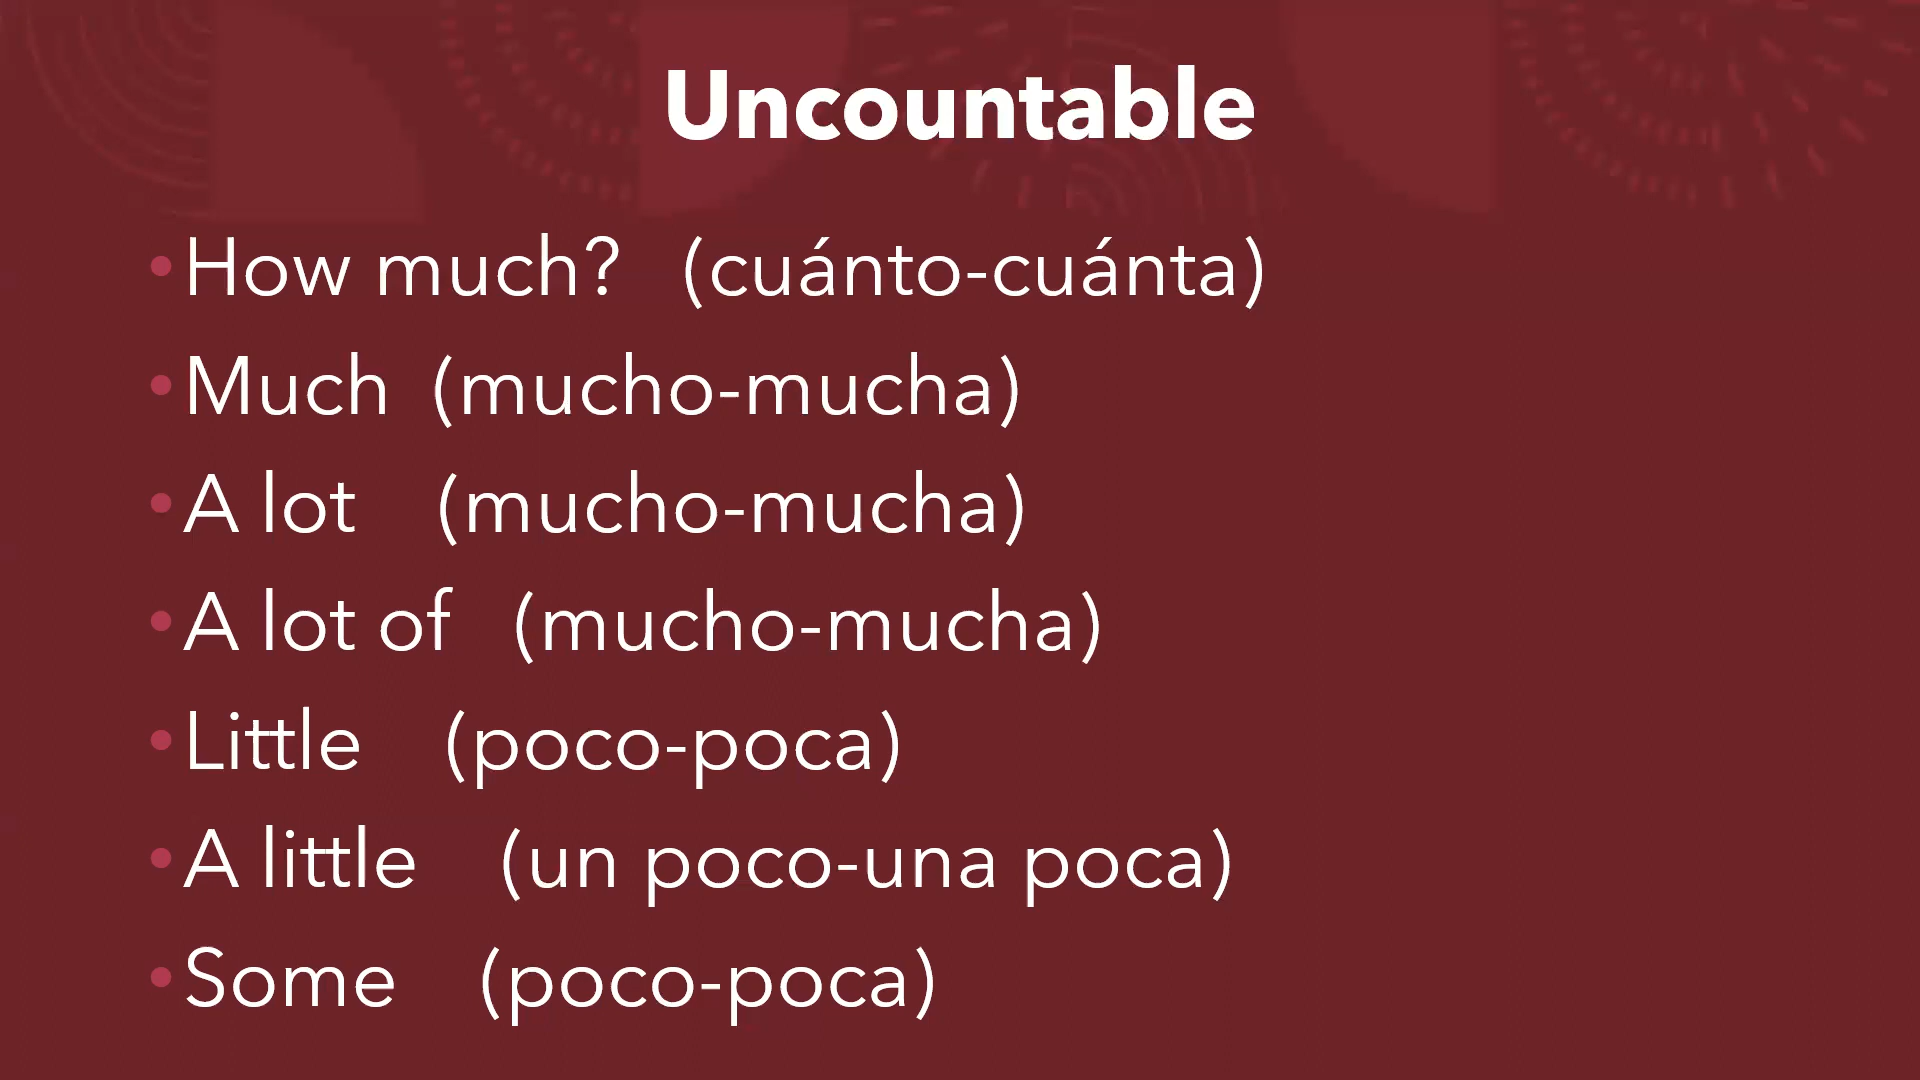 Uncountable
•How much? (cuánto-cuánta)
•Much (mucho-mucha)
•A lot (mucho-mucha)
•A lot of (mucho-mucha)
•Little (poco-poca)
•A little (un poco-una poca)
•Some (poco-poca)